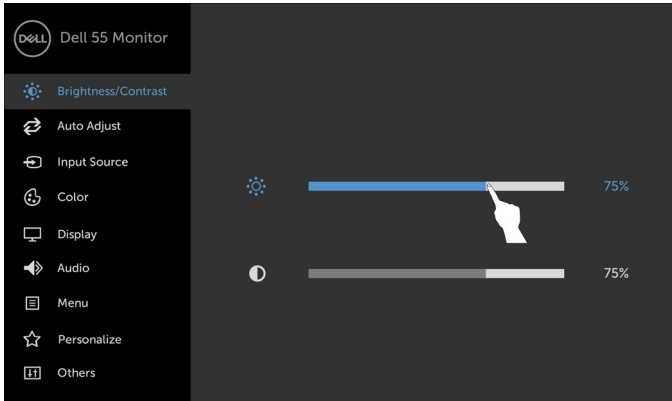 DELL Dell 55 Monitor
Brightness/Contrast
Auto Adjust
Input Source
75%
Color
Display
Audio
75%
Menu
Personalize
Others